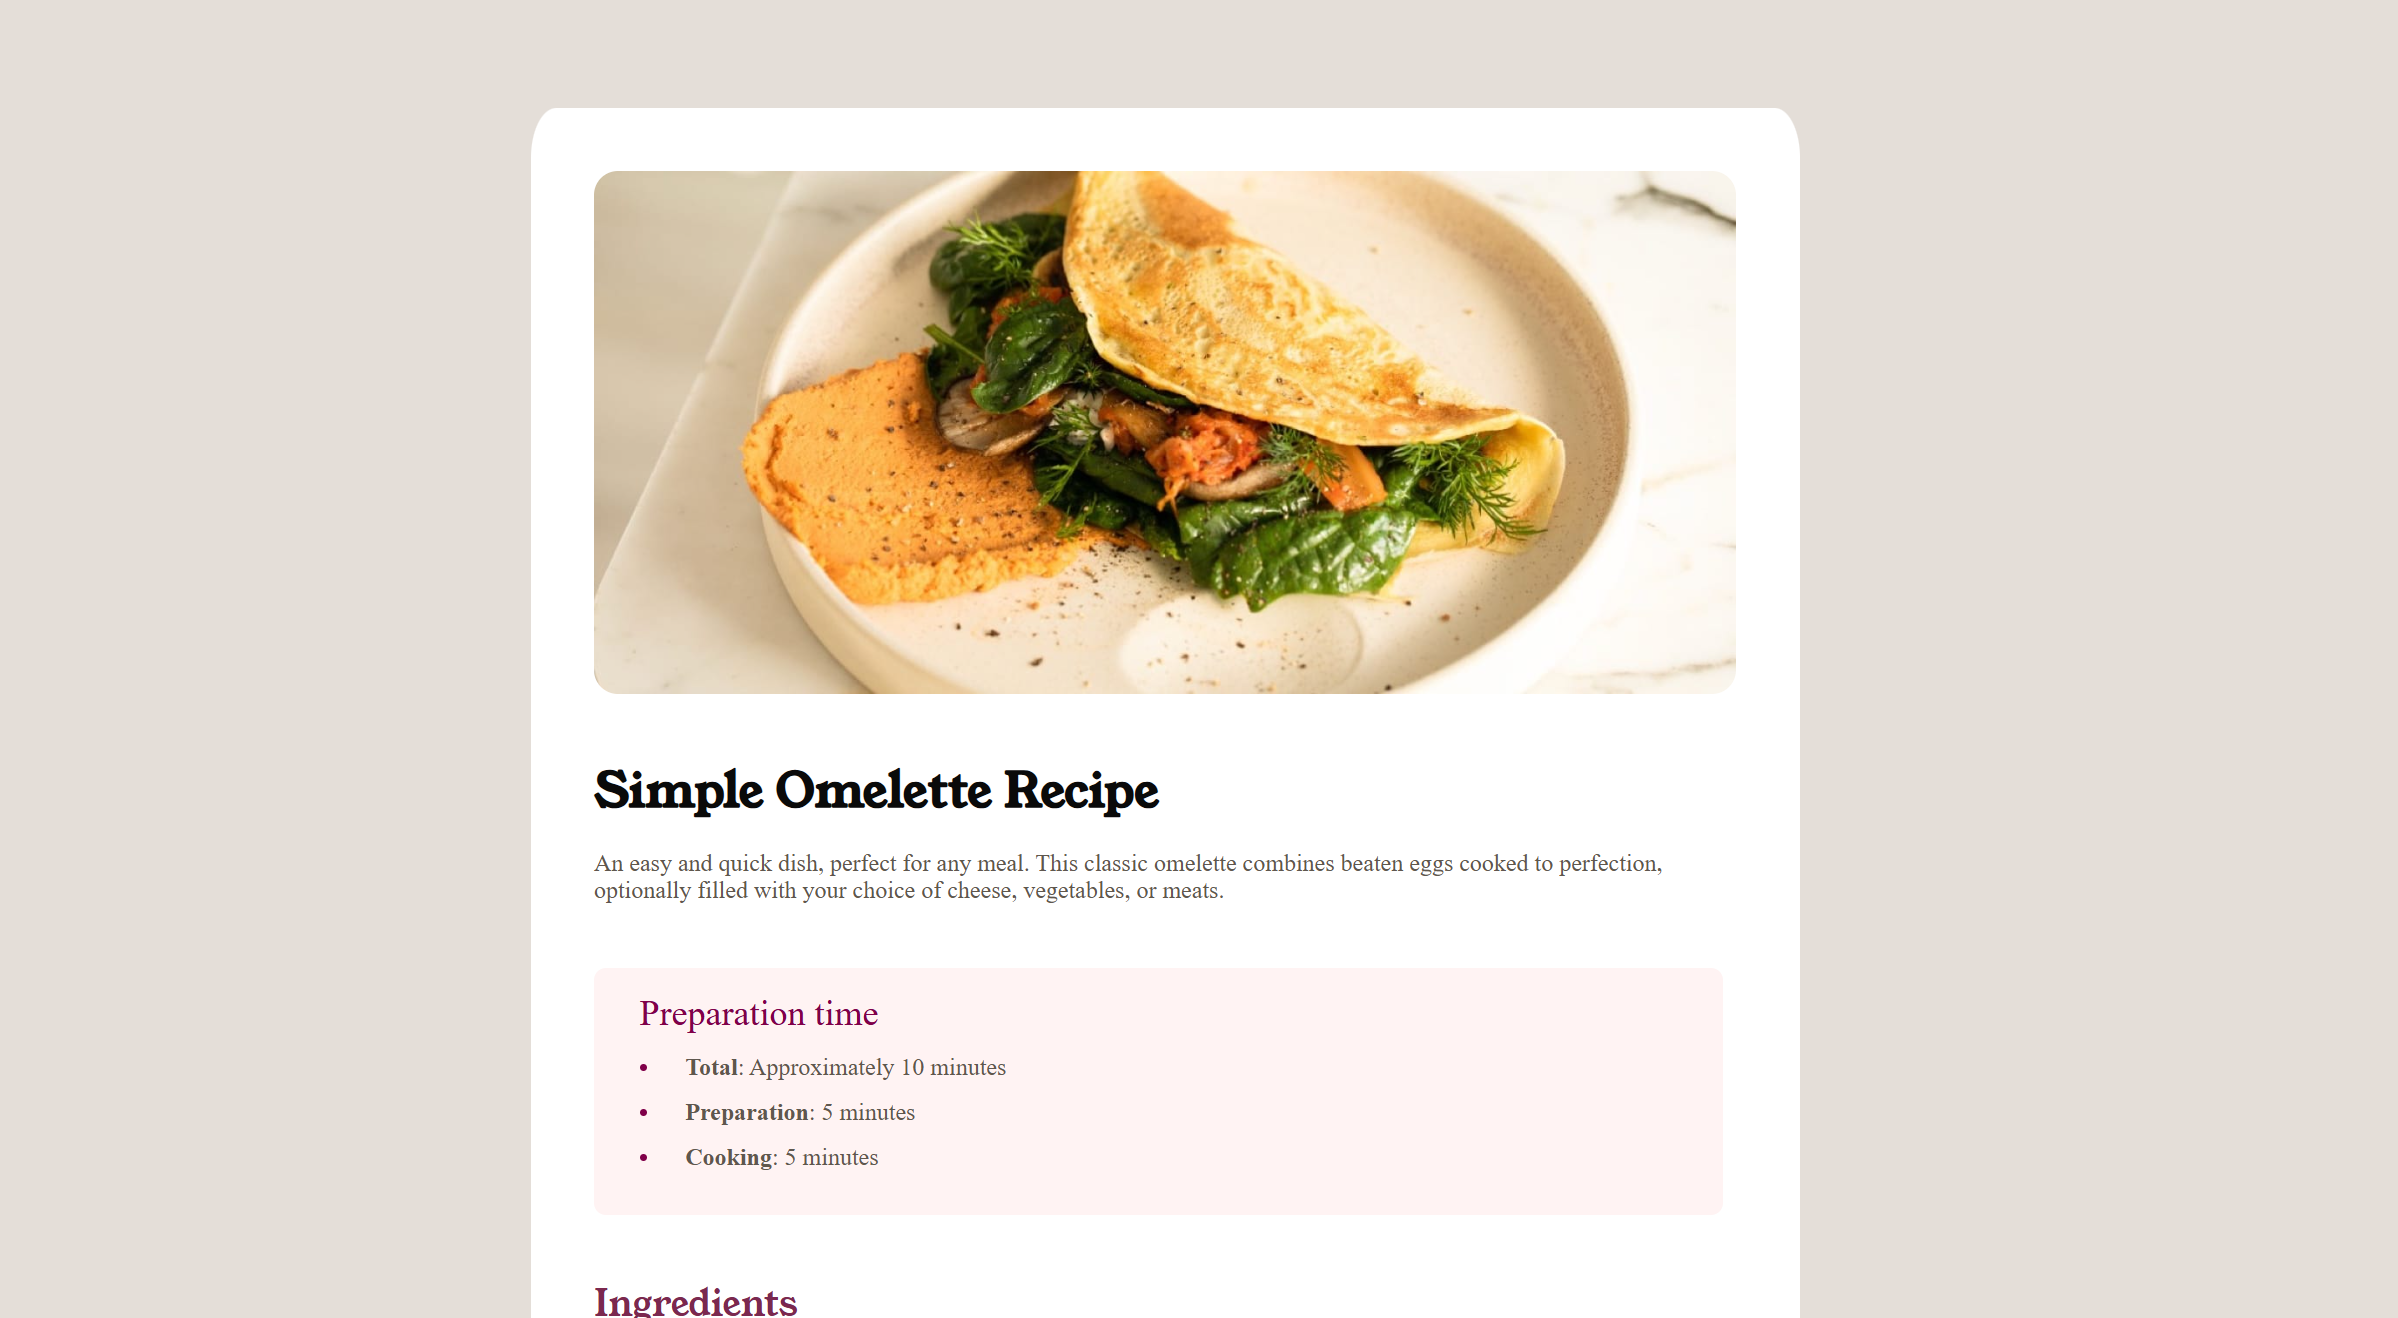 Simple Omelette Recipe
An easy and quick dish, perfect for any meal. This classic omelette combines beaten eggs cooked to perfection,
optionally filled with your choice of cheese, vegetables, or meats.
Preparation time
• Total: Approximately 10 minutes
• Preparation: 5 minutes
• Cooking: 5 minutes
Ingredients